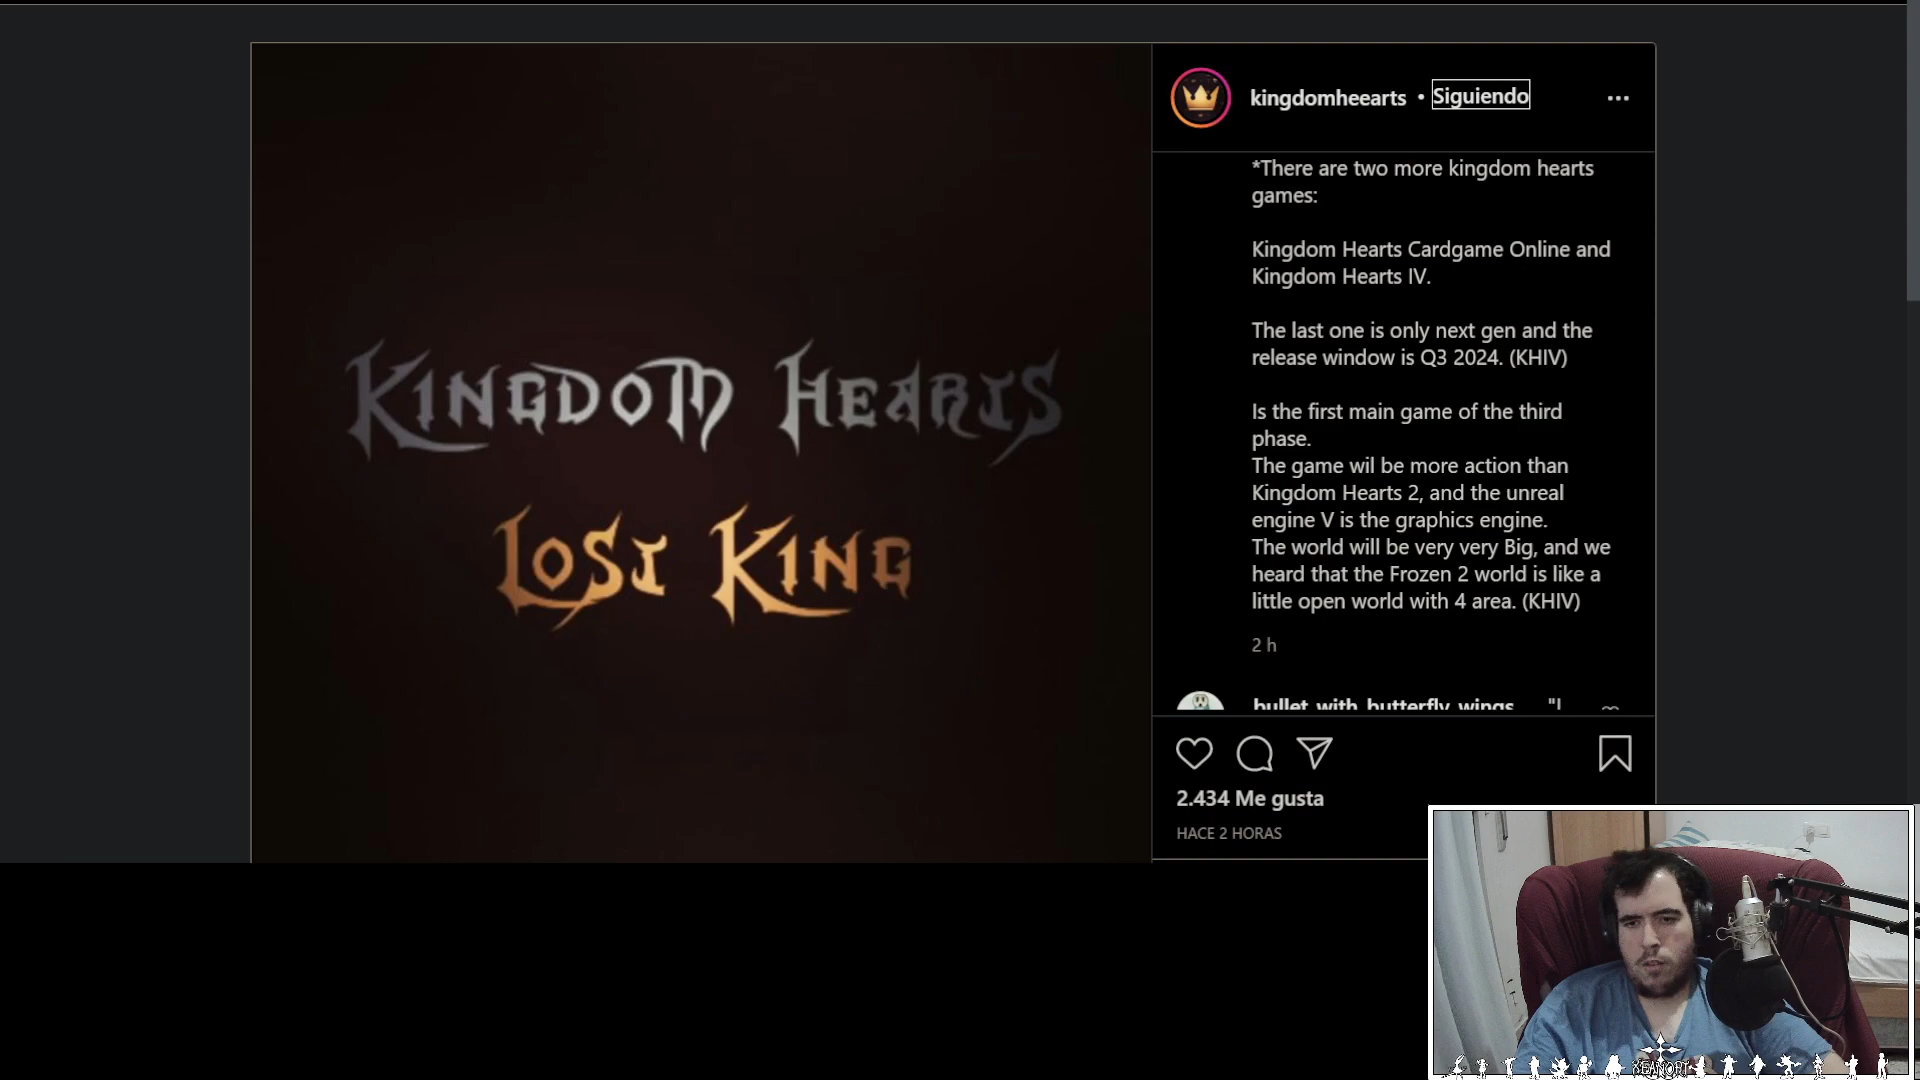 KINGDOM HEARTS
LOST KING
kingdomheearts • Siguiendo
*There are two more kingdom hearts
games:
Kingdom Hearts Cardgame Online and
Kingdom Hearts IV.
The last one is only next gen and the
release window is Q3 2024. (KHIV)
Is the first main game of the third
phase.
The game wil be more action than
Kingdom Hearts 2, and the unreal
engine V is the graphics engine.
The world will be very very Big, and we
heard that the Frozen 2 world is like a
little open world with 4 area. (KHIV)
2 h
bullet_with_butterfly_wings_ "I
2.434 Me gusta
HACE 2 HORAS
XEANORT